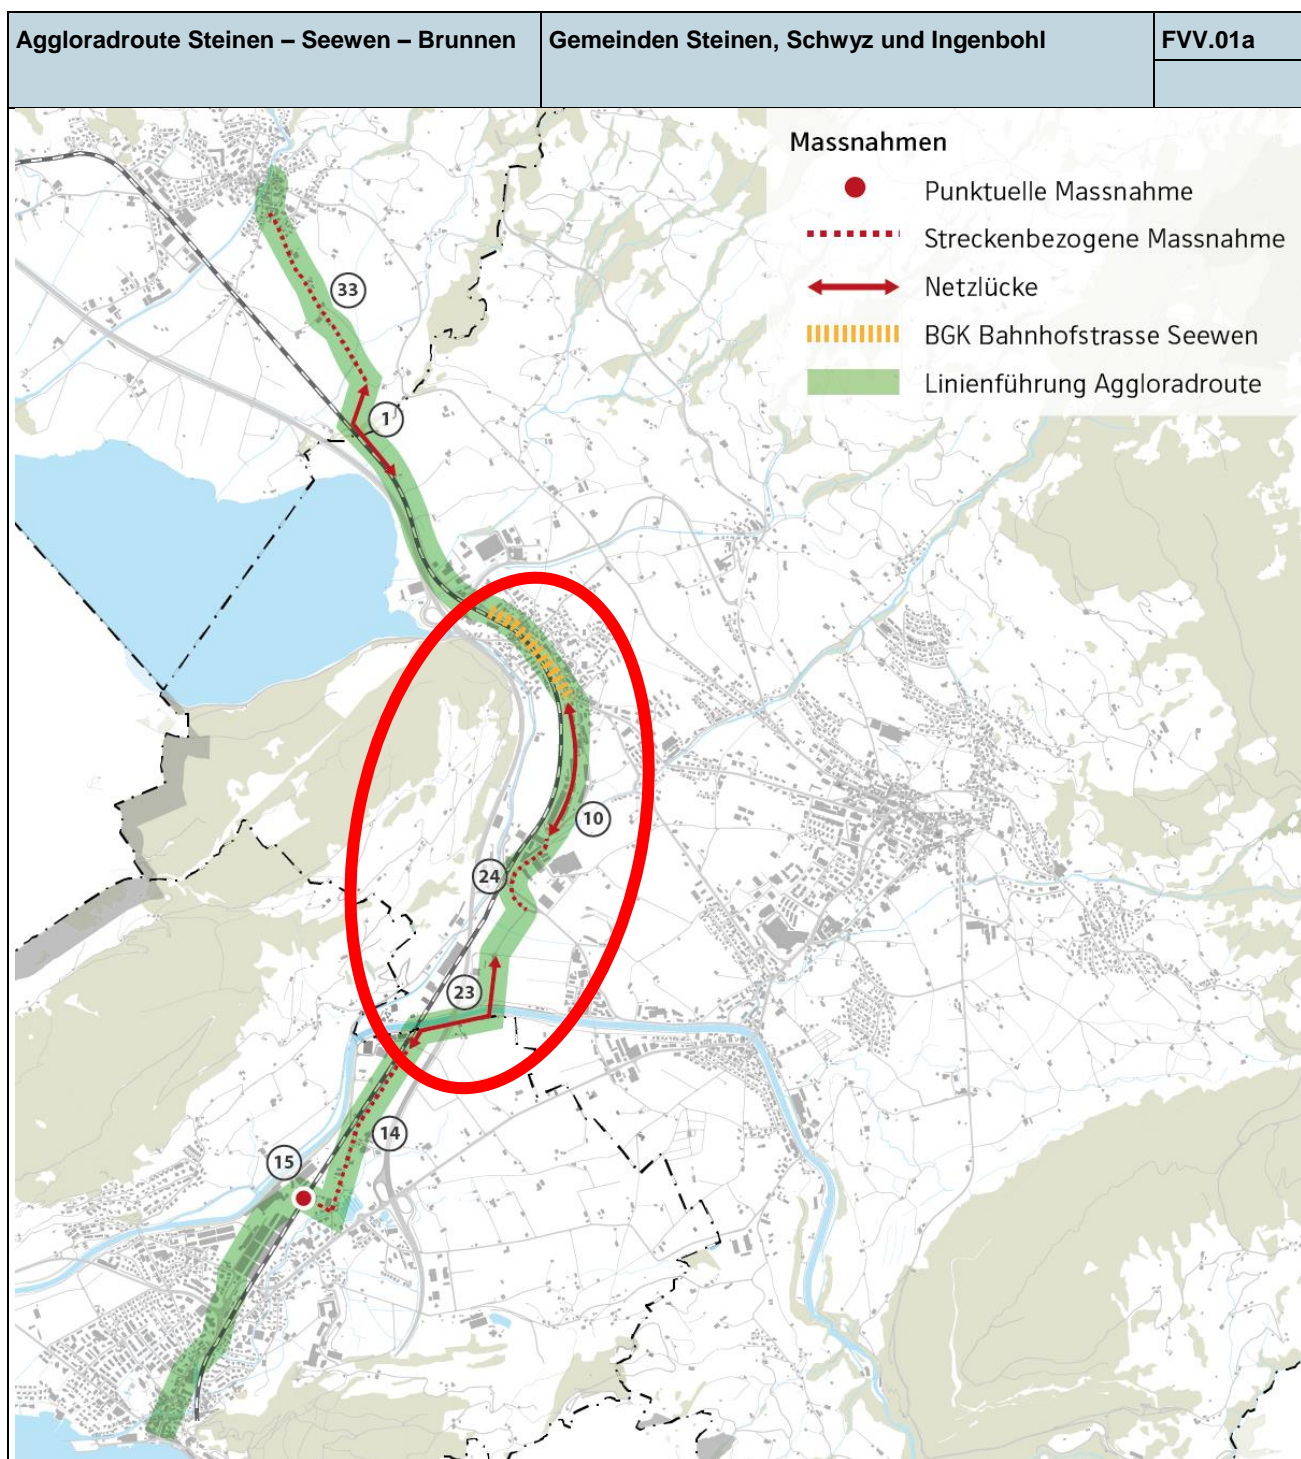 Aggloradroute Steinen – Seewen – Brunnen
Gemeinden Steinen, Schwyz und Ingenbohl
FVV.01a
Massnahmen
Punktuelle Massnahme
Streckenbezogene Massnahme
Netzlücke
BGK Bahnhofstrasse Seewen
Linienführung Aggloradroute
33
1
10
24
23
14
15